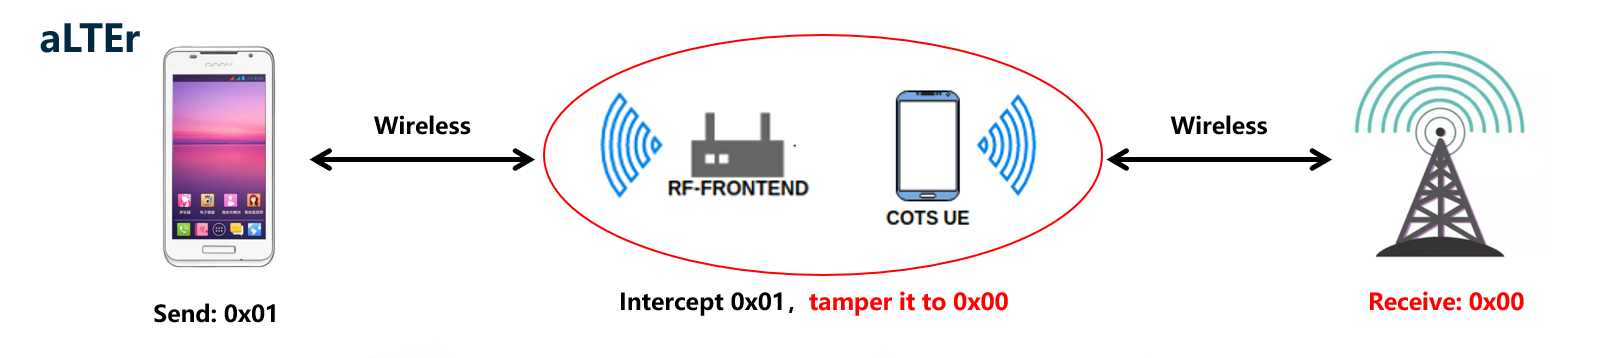 aLTEr
Wireless
Wireless
RF-FRONTEND
COTS UE
Send: 0x01
Intercept 0x01，tamper it to 0x00
Receive: 0x00